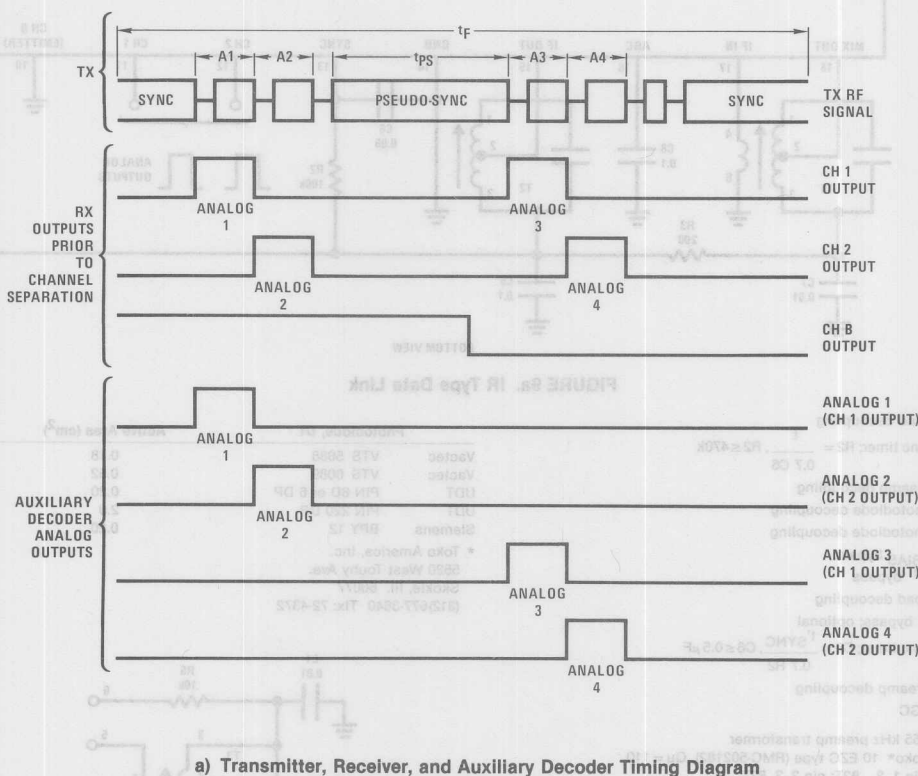 tF
A1
A2
tPS
A3
A4
TX
SYNC
PSEUDO-SYNC
SYNC
TX RF
SIGNAL
CH 1
OUTPUT
ANALOG
1
ANALOG
3
RX
OUTPUTS
PRIOR
TO
CHANNEL
SEPARATION
CH 2
OUTPUT
ANALOG
2
ANALOG
4
CH B
OUTPUT
ANALOG 1
(CH 1 OUTPUT)
ANALOG
1
ANALOG 2
(CH 2 OUTPUT)
ANALOG
2
AUXILIARY
DECODER
ANALOG
OUTPUTS
ANALOG 3
(CH 1 OUTPUT)
ANALOG
3
ANALOG 4
(CH 2 OUTPUT)
ANALOG
4
a) Transmitter, Receiver, and Auxiliary Decoder Timing Diagram